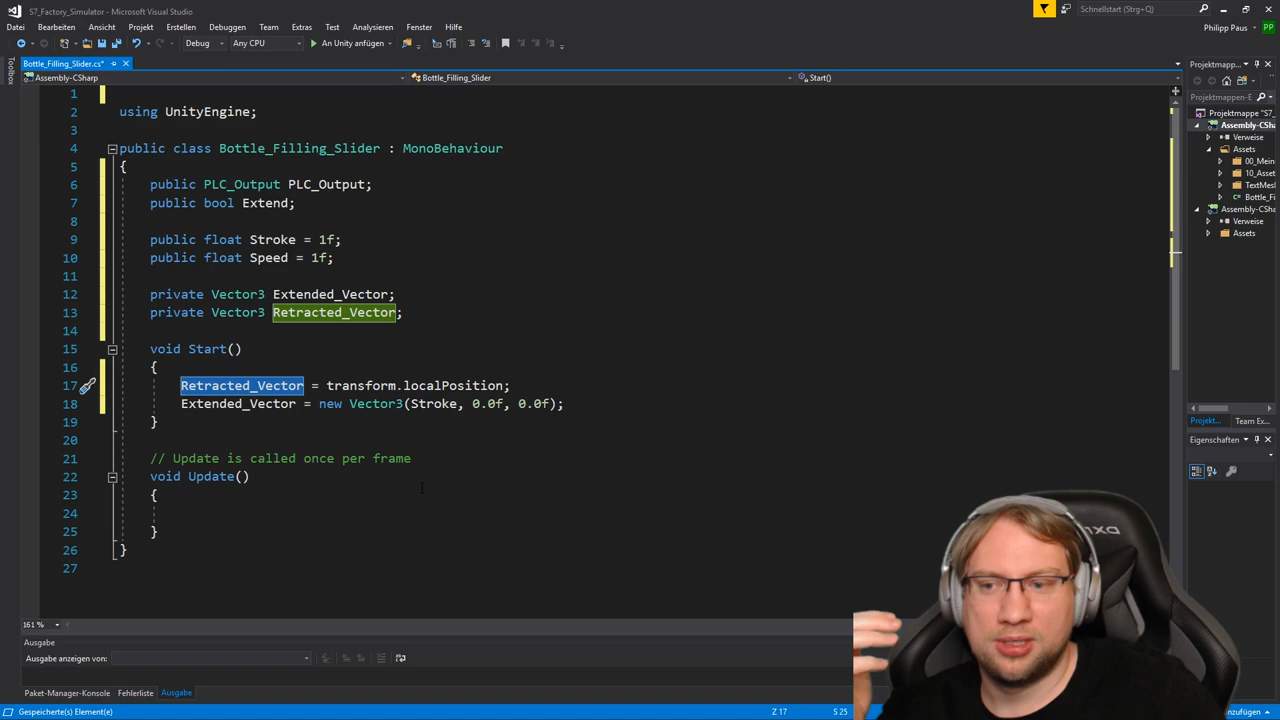 S7_Factory_Simulator - Microsoft Visual Studio
Schnellstart (Strg+Q)
Datei Bearbeiten Ansicht Projekt Erstellen Debuggen Team Extras Test Analysieren Fenster Hilfe
Philipp Paus PP
Debug Any CPU An Unity anfügen
Toolbox
Bottle_Filling_Slider.cs*
Projektmapp...
Assembly-CSharp Bottle_Filling_Slider Start()
Projektmappen-E
Projektmappe "S7_
Assembly-CSha
Verweise
Assets
00_Mein
10_Asset
TextMesh
Bottle_Fi
Assembly-CSha
Verweise
Assets
1
2 using UnityEngine;
3
4 public class Bottle_Filling_Slider : MonoBehaviour
5 {
6 public PLC_Output PLC_Output;
7 public bool Extend;
8
9 public float Stroke = 1f;
10 public float Speed = 1f;
11
12 private Vector3 Extended_Vector;
13 private Vector3 Retracted_Vector;
14
15 void Start()
16 {
17 Retracted_Vector = transform.localPosition;
18 Extended_Vector = new Vector3(Stroke, 0.0f, 0.0f);
19 }
20
21 // Update is called once per frame
22 void Update()
23 {
24
25 }
26 }
27
Projekt... Team Ex...
Eigenschaften
161 %
Ausgabe
Ausgabe anzeigen von:
Paket-Manager-Konsole Fehlerliste Ausgabe
Gespeicherte(s) Element(e) Z 17 S 25 nzufügen